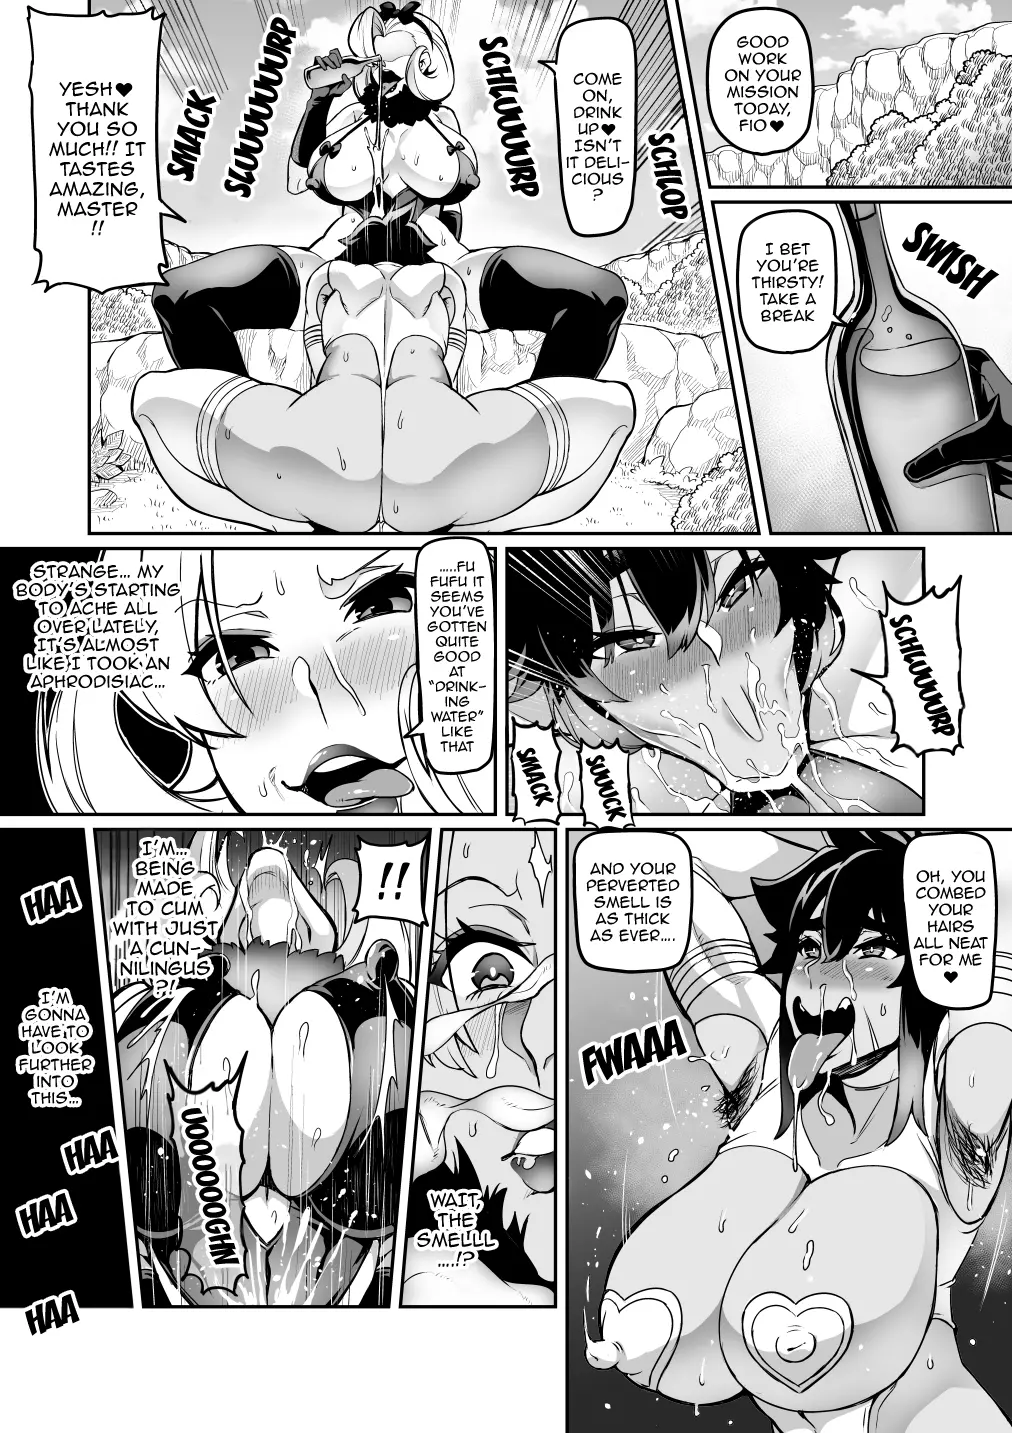 GOOD
WORK
ON YOUR
MISSION
TODAY,
FIO♥
I BET
YOU'RE
THIRSTY!
TAKE A
BREAK
SWISH
COME
ON,
DRINK
UP♥
ISN'T
IT DELI-
CIOUS
?
SCHLUUUURP
SCHLOP
SLUUUUUUURP
SMACK
YESH♥
THANK
YOU SO
MUCH!! IT
TASTES
AMAZING,
MASTER
!!
SCHLUUUURP
SUUUCK
SMACK
.....FU
FUFU IT
SEEMS
YOU'VE
GOTTEN
QUITE
GOOD
AT
"DRINK-
ING
WATER"
LIKE
THAT
STRANGE... MY
BODY'S STARTING
TO ACHE ALL
OVER LATELY,
IT'S ALMOST
LIKE I TOOK AN
APHRODISIAC...
OH, YOU
COMBED
YOUR
HAIRS
ALL NEAT
FOR ME
♥
AND YOUR
PERVERTED
SMELL IS
AS THICK
AS EVER....
FWAAA
WAIT,
THE
SMELLL
....!?
!!
I'M...
BEING
MADE
TO CUM
WITH JUST
A CUN-
NILINGUS
?!
UOOOOOOGHN
HAA
I'M
GONNA
HAVE TO
LOOK
FURTHER
INTO
THIS...
HAA
HAA
HAA